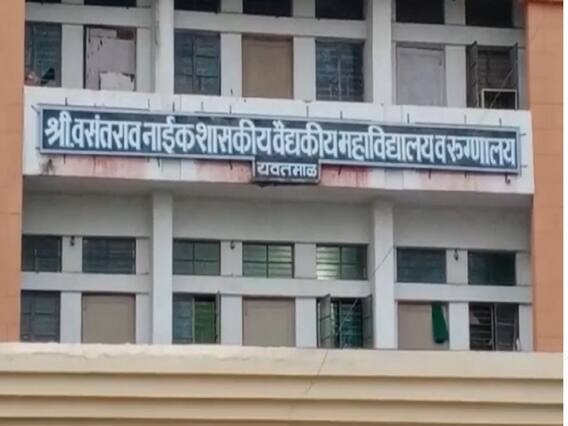 श्री. वसंतराव नाईक शासकीय वैद्यकीय महाविद्यालय व रुग्णालय
यवतमाळ